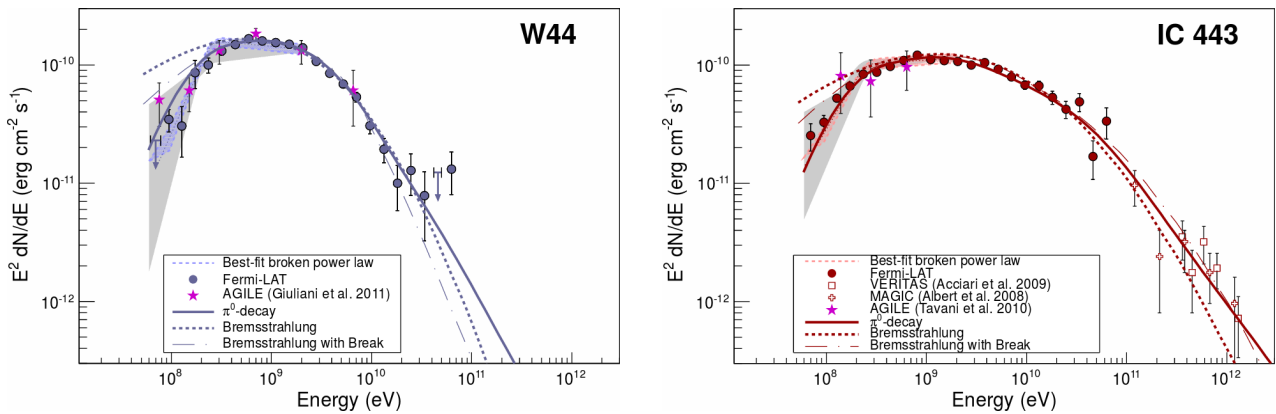 W44
E² dN/dE (erg cm⁻² s⁻¹)
10⁻¹⁰
10⁻¹¹
10⁻¹²
Best-fit broken power law
Fermi-LAT
AGILE (Giuliani et al. 2011)
π⁰-decay
Bremsstrahlung
Bremsstrahlung with Break
10⁸ 10⁹ 10¹⁰ 10¹¹ 10¹²
Energy (eV)
IC 443
E² dN/dE (erg cm⁻² s⁻¹)
10⁻¹⁰
10⁻¹¹
10⁻¹²
Best-fit broken power law
Fermi-LAT
VERITAS (Acciari et al. 2009)
MAGIC (Albert et al. 2008)
AGILE (Tavani et al. 2010)
π⁰-decay
Bremsstrahlung
Bremsstrahlung with Break
10⁸ 10⁹ 10¹⁰ 10¹¹ 10¹²
Energy (eV)